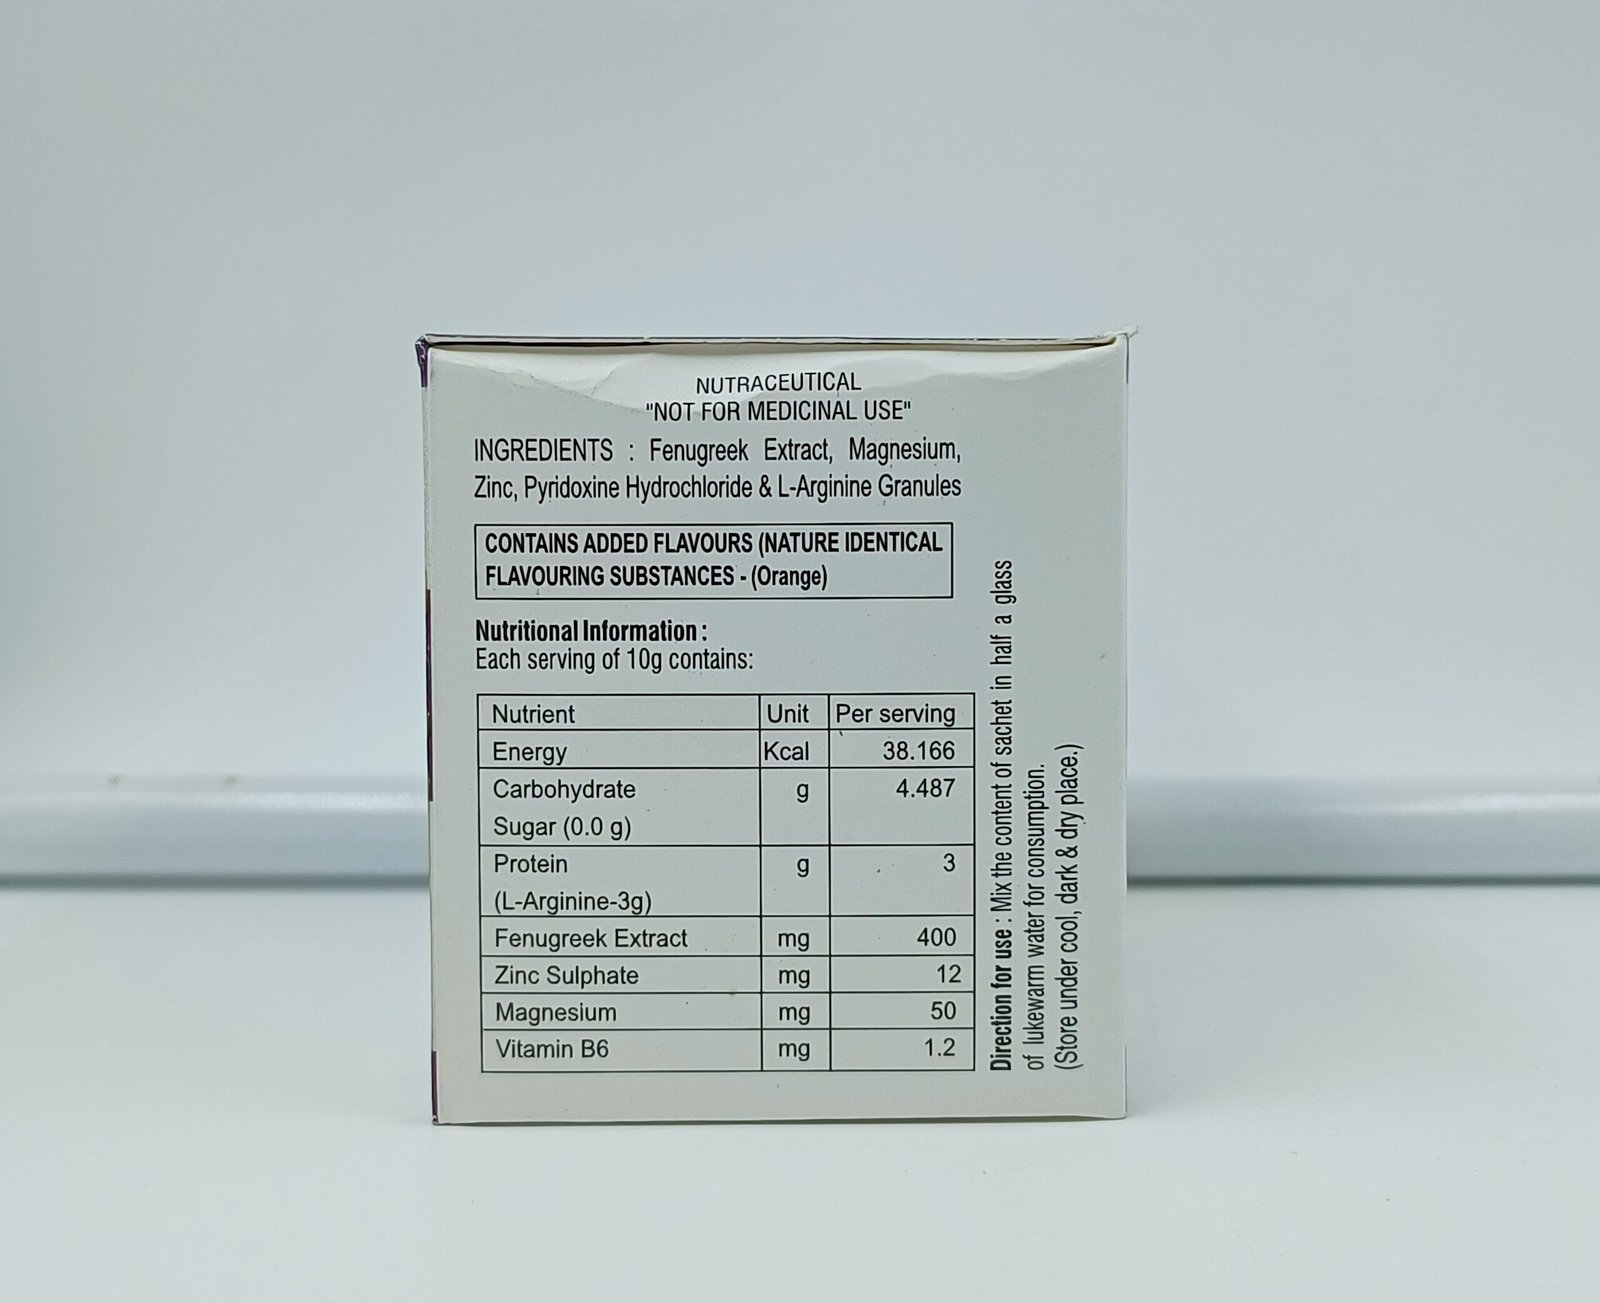 NUTRACEUTICAL
"NOT FOR MEDICINAL USE"
INGREDIENTS : Fenugreek Extract, Magnesium,
Zinc, Pyridoxine Hydrochloride & L-Arginine Granules
CONTAINS ADDED FLAVOURS (NATURE IDENTICAL
FLAVOURING SUBSTANCES - (Orange)
Nutritional Information :
Each serving of 10g contains:
Nutrient Unit Per serving
Energy Kcal 38.166
Carbohydrate g 4.487
Sugar (0.0 g)
Protein g 3
(L-Arginine-3g)
Fenugreek Extract mg 400
Zinc Sulphate mg 12
Magnesium mg 50
Vitamin B6 mg 1.2
Direction for use : Mix the content of sachet in half a glass
of lukewarm water for consumption.
(Store under cool, dark & dry place.)